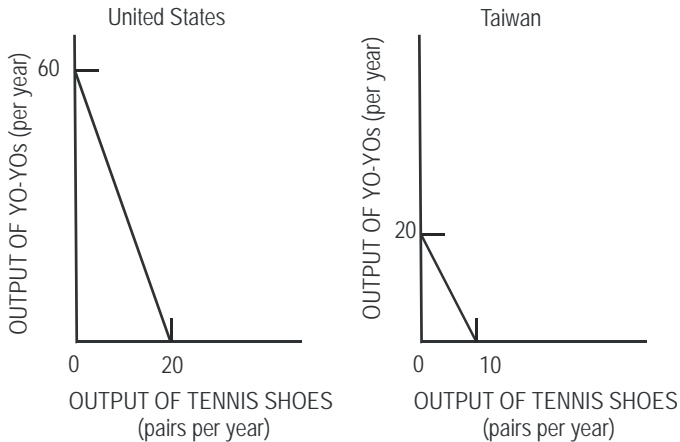 United States
OUTPUT OF YO-YOs (per year)
60
0
20
OUTPUT OF TENNIS SHOES
(pairs per year)
Taiwan
OUTPUT OF YO-YOs (per year)
20
0
10
OUTPUT OF TENNIS SHOES
(pairs per year)